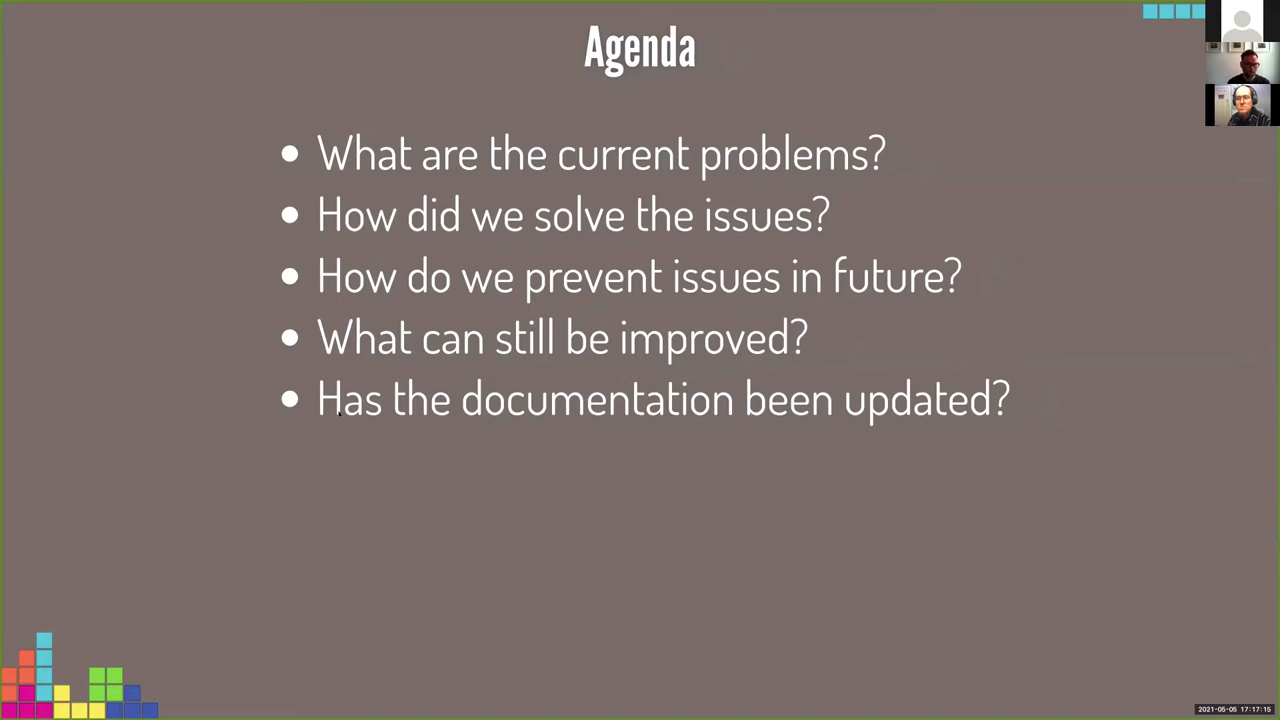 Agenda
What are the current problems?
How did we solve the issues?
How do we prevent issues in future?
What can still be improved?
Has the documentation been updated?
2021-05-05 17:17:15